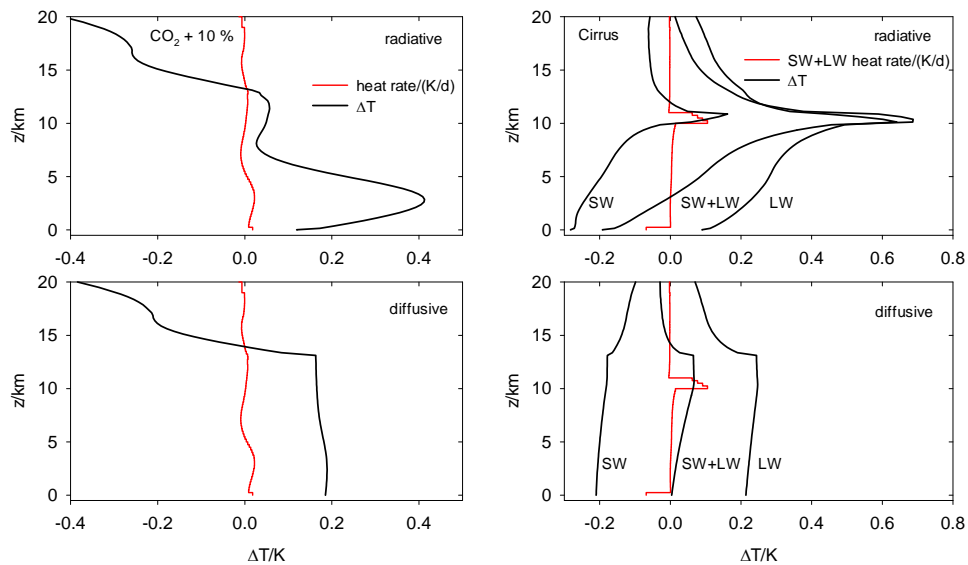 20
15
10
5
0
z/km
CO₂ + 10 %
radiative
heat rate/(K/d)
ΔT
-0.4 -0.2 0.0 0.2 0.4
20
15
10
5
0
z/km
Cirrus
radiative
SW+LW heat rate/(K/d)
ΔT
SW
SW+LW
LW
-0.2 0.0 0.2 0.4 0.6 0.8
20
15
10
5
0
z/km
diffusive
-0.4 -0.2 0.0 0.2 0.4
ΔT/K
20
15
10
5
0
z/km
diffusive
SW
SW+LW
LW
-0.2 0.0 0.2 0.4 0.6 0.8
ΔT/K